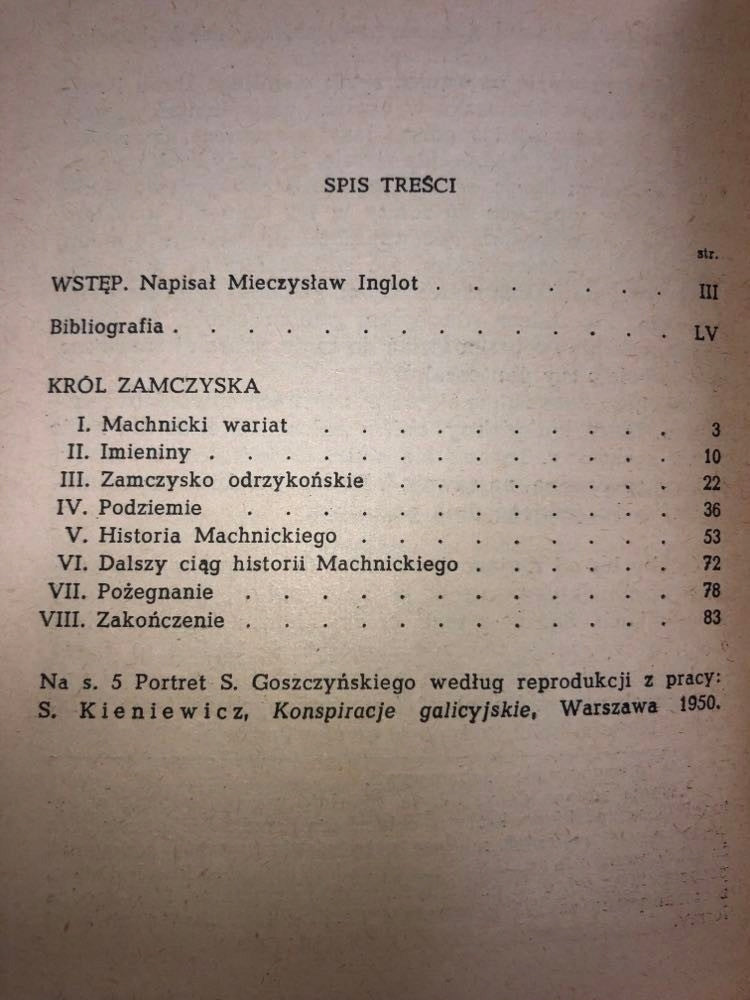 SPIS TREŚCI
str.
WSTĘP. Napisał Mieczysław Inglot . . . . . . III
Bibliografia . . . . . . . . . . . . . . LV
KRÓL ZAMCZYSKA
I. Machnicki wariat . . . . . . . . . 3
II. Imieniny . . . . . . . . . . . . 10
III. Zamczysko odrzykońskie . . . . . . 22
IV. Podziemie . . . . . . . . . . . 36
V. Historia Machnickiego . . . . . . . 53
VI. Dalszy ciąg historii Machnickiego . . . . . 72
VII. Pożegnanie . . . . . . . . . . 78
VIII. Zakończenie . . . . . . . . . . 83
Na s. 5 Portret S. Goszczyńskiego według reprodukcji z pracy:
S. Kieniewicz, Konspiracje galicyjskie, Warszawa 1950.